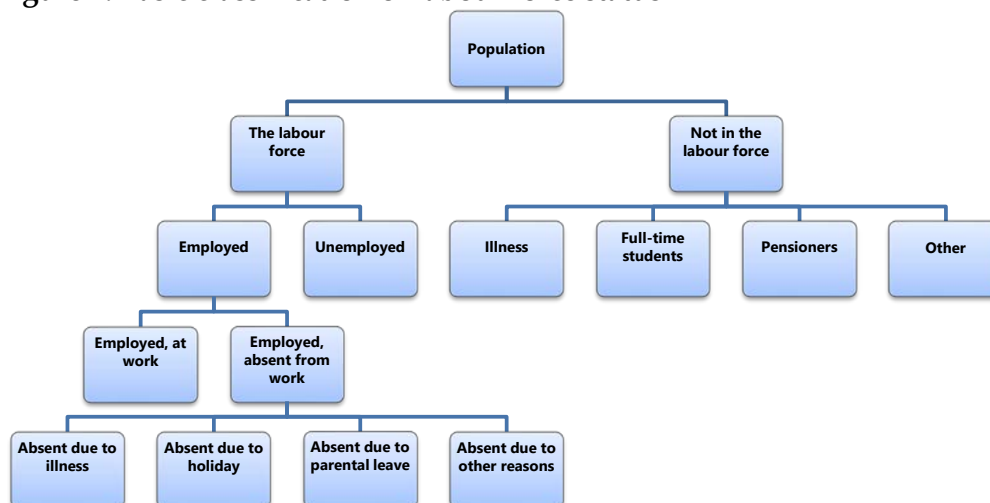 Population
The labour
force
Not in the
labour force
Employed
Unemployed
Illness
Full-time
students
Pensioners
Other
Employed, at
work
Employed,
absent from
work
Absent due to
illness
Absent due to
holiday
Absent due to
parental leave
Absent due to
other reasons